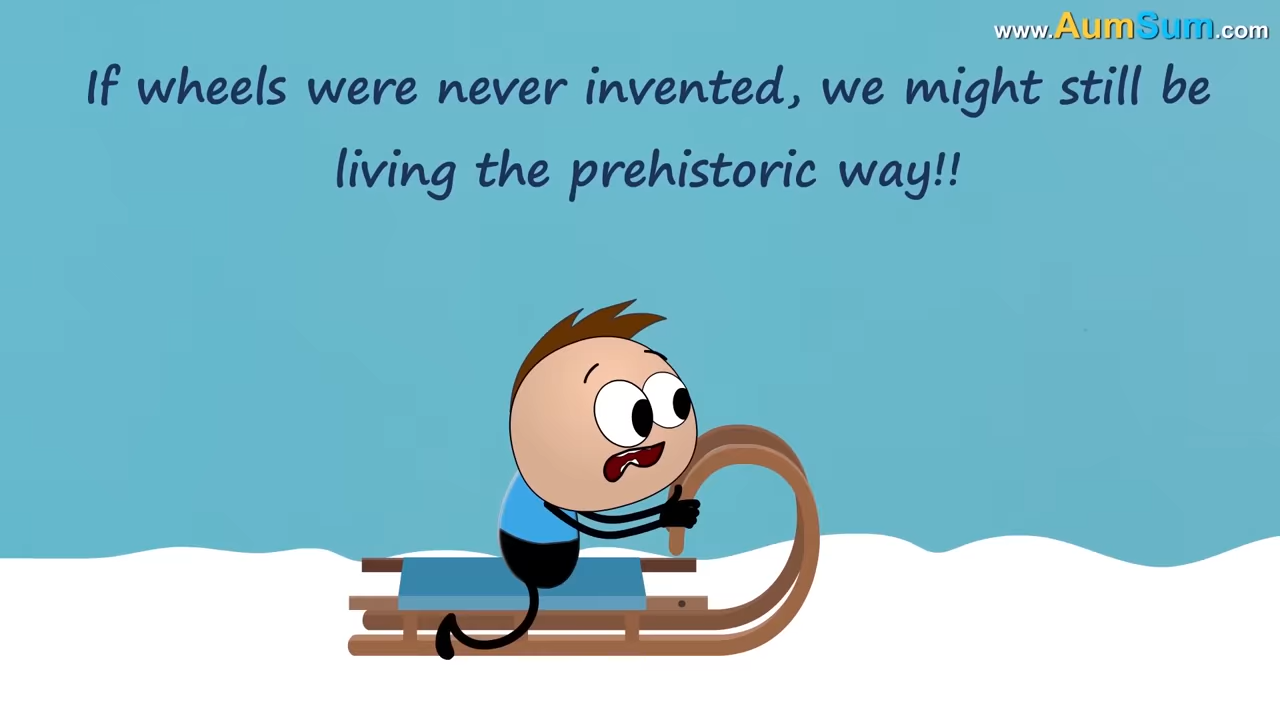 www.AumSum.com
If wheels were never invented, we might still be
living the prehistoric way!!